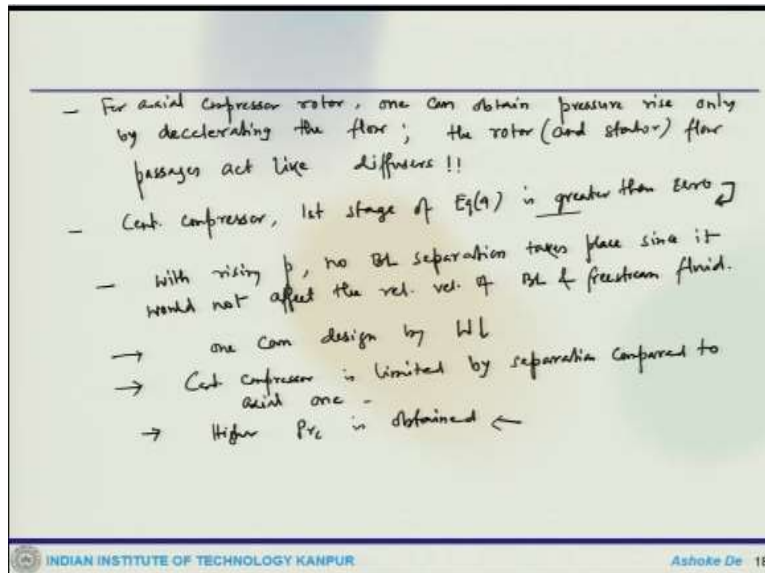 - For axial compressor rotor, one can obtain pressure rise only
by decelerating the flow; the rotor (and stator) flow
passages act like diffusers!!
- Cent. compressor, 1st stage of Eq(9) is greater than zero
- with rising p, no BL separation takes place since it
would not affect the rel. vel. of BL & freestream fluid.
→ one can design by
→ Cent compressor is limited by separation compared to
axial one -
→ Higher Prc is obtained ←
INDIAN INSTITUTE OF TECHNOLOGY KANPUR
Ashoke De 18